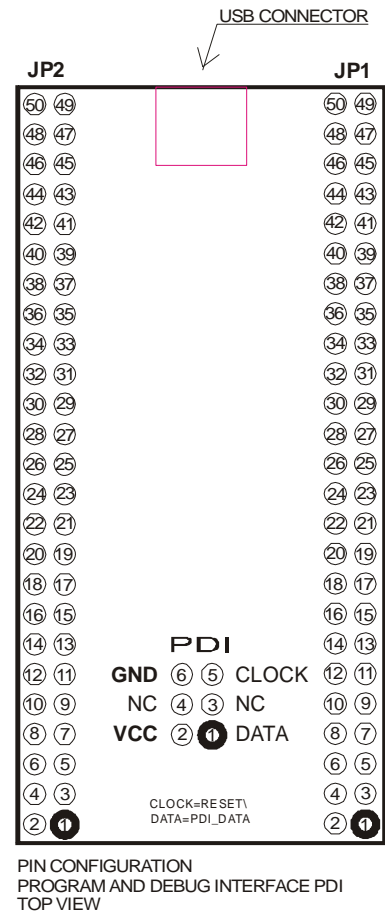 USB CONNECTOR
JP2 JP1
50 49 50 49
48 47 48 47
46 45 46 45
44 43 44 43
42 41 42 41
40 39 40 39
38 37 38 37
36 35 36 35
34 33 34 33
32 31 32 31
30 29 30 29
28 27 28 27
26 25 26 25
24 23 24 23
22 21 22 21
20 19 20 19
18 17 18 17
16 15 16 15
14 13 PDI 14 13
12 11 GND 6 5 CLOCK 12 11
10 9 NC 4 3 NC 10 9
8 7 VCC 2 1 DATA 8 7
6 5 6 5
4 3 4 3
CLOCK=RESET\
DATA=PDI_DATA
2 1 2 1
PIN CONFIGURATION
PROGRAM AND DEBUG INTERFACE PDI
TOP VIEW